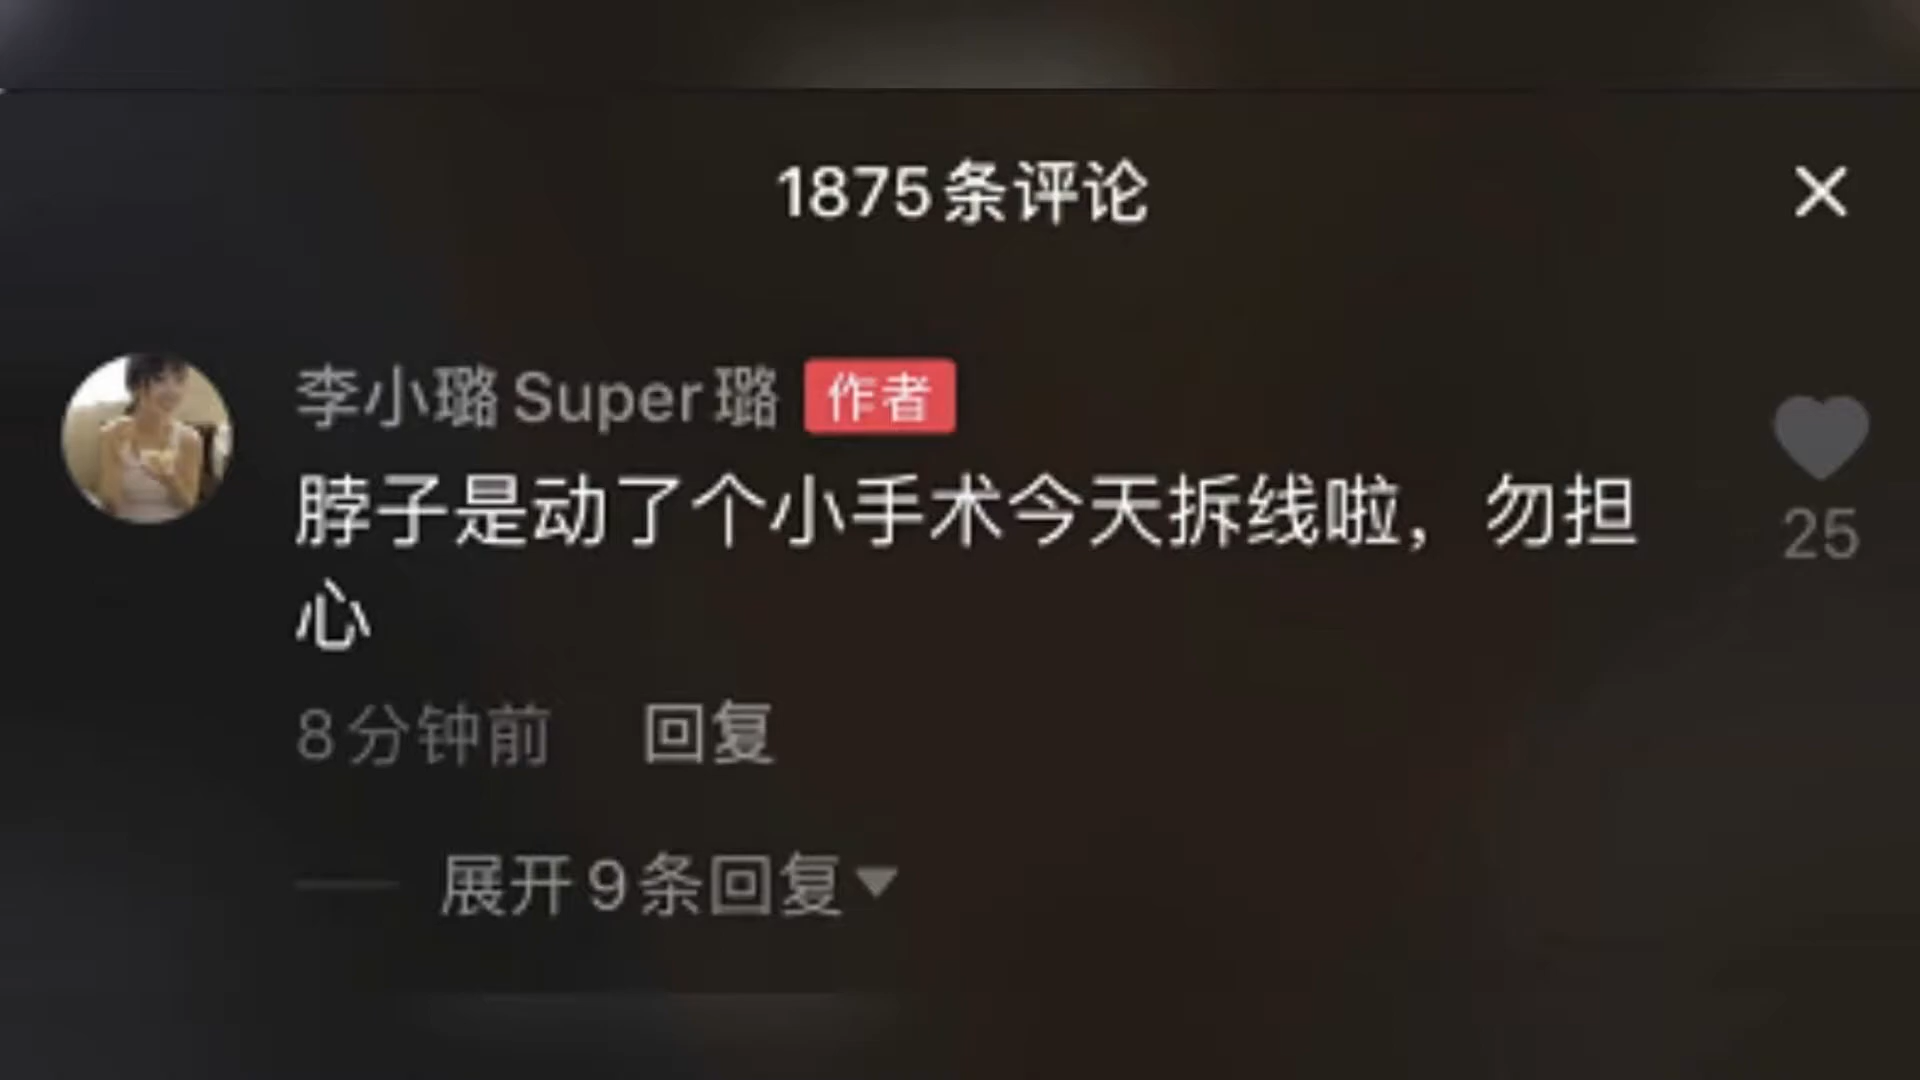 1875条评论
李小璐Super璐 作者
脖子是动了个小手术今天拆线啦，勿担
心
25
8分钟前 回复
展开9条回复